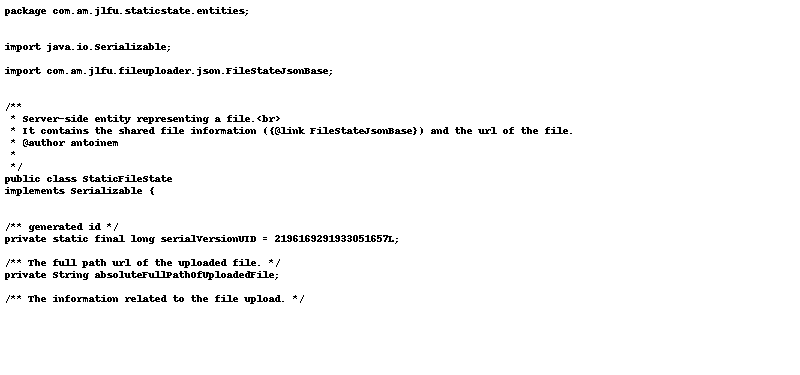 package com.am.jlfu.staticstate.entities;
import java.io.Serializable;
import com.am.jlfu.fileuploader.json.FileStateJsonBase;
/**
 * Server-side entity representing a file.<br>
 * It contains the shared file information ({@link FileStateJsonBase}) and the url of the file.
 * @author antoinem
 *
 */
public class StaticFileState
implements Serializable {
/** generated id */
private static final long serialVersionUID = 2196169291933051657L;
/** The full path url of the uploaded file. */
private String absoluteFullPathOfUploadedFile;
/** The information related to the file upload. */